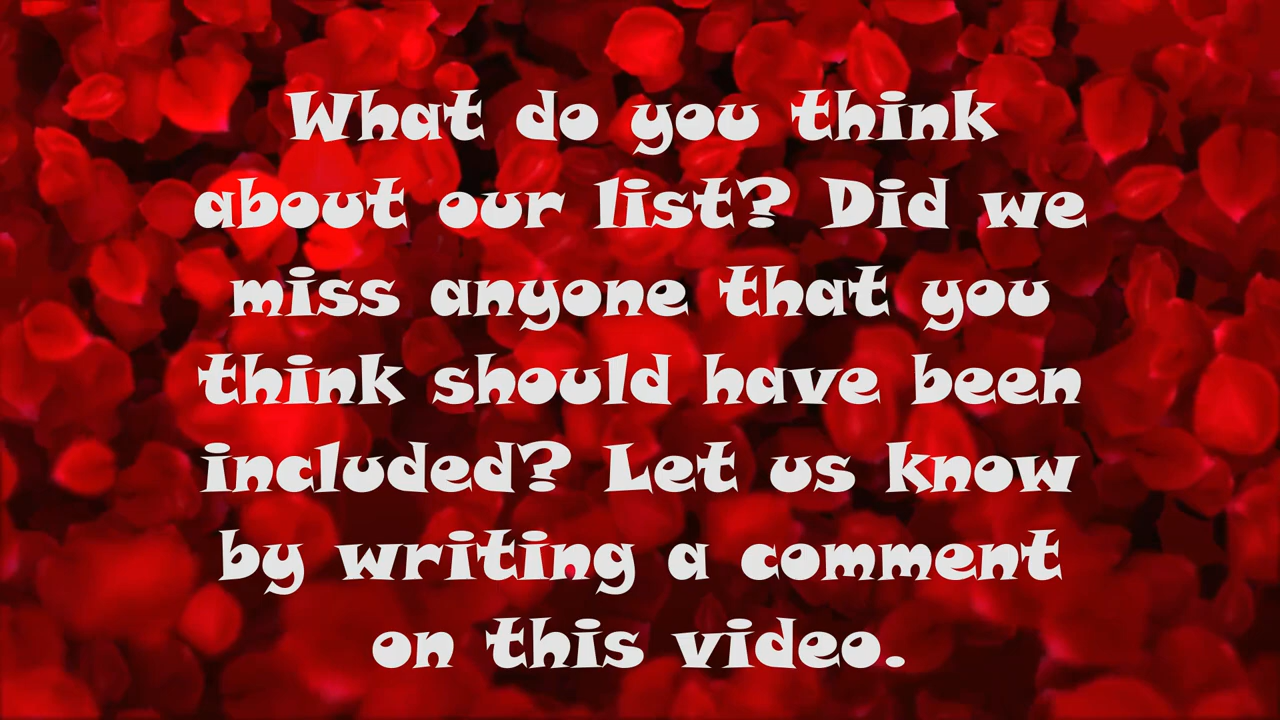 What do you think
about our list? Did we
miss anyone that you
think should have been
included? Let us know
by writing a comment
on this video.